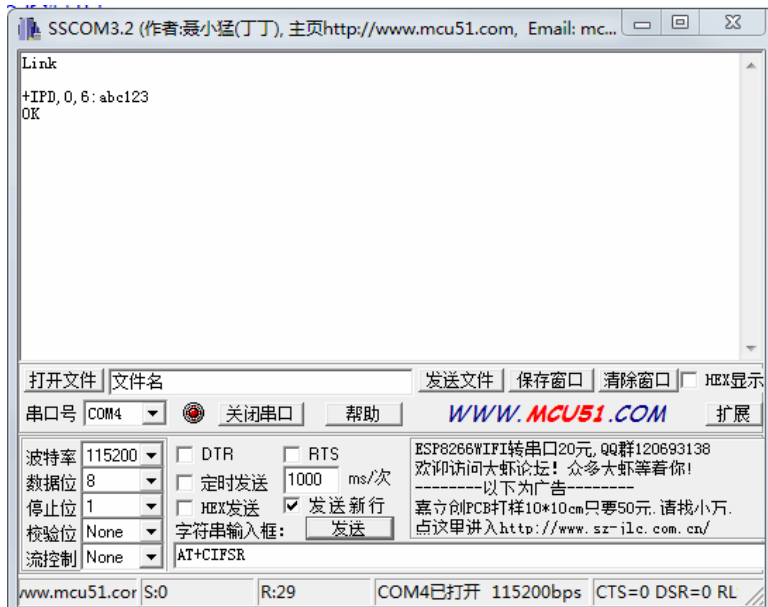 SSCOM3.2 (作者:聂小猛(丁丁), 主页http://www.mcu51.com, Email: mc...
Link
+IPD,0,6:abc123
OK
打开文件 文件名 发送文件 保存窗口 清除窗口 HEX显示
串口号 COM4 关闭串口 帮助 WWW.MCU51.COM 扩展
波特率 115200 DTR RTS
数据位 8 定时发送 1000 ms/次
停止位 1 HEX发送 发送新行
校验位 None 字符串输入框: 发送
流控制 None AT+CIFSR
ESP8266WIFI转串口20元,QQ群120693138
欢迎访问大虾论坛! 众多大虾等着你!
--------以下为广告--------
嘉立创PCB打样10*10cm只要50元.请找小万.
点这里进入http://www.sz-jlc.com.cn/
www.mcu51.cor S:0 R:29 COM4已打开 115200bps CTS=0 DSR=0 RL